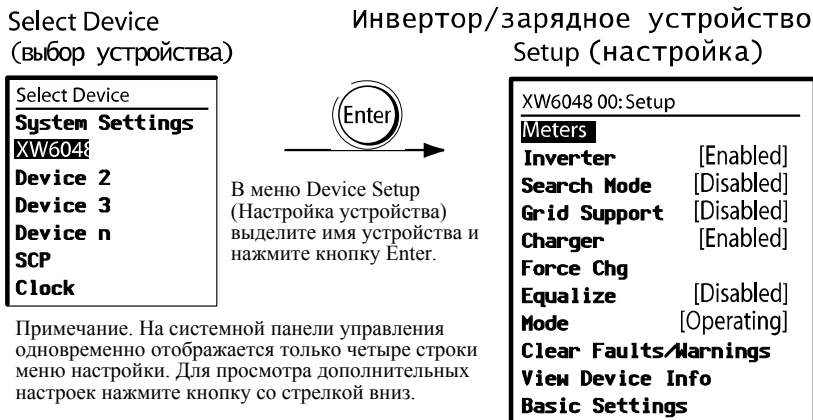 Select Device
(выбор устройства)
Select Device
System Settings
XW6048
Device 2
Device 3
Device n
SCP
Clock
Enter
В меню Device Setup
(Настройка устройства)
выделите имя устройства и
нажмите кнопку Enter.
Примечание. На системной панели управления
одновременно отображается только четыре строки
меню настройки. Для просмотра дополнительных
настроек нажмите кнопку со стрелкой вниз.
Инвертор/зарядное устройство
Setup (настройка)
XW6048 00: Setup
Meters
Inverter [Enabled]
Search Mode [Disabled]
Grid Support [Disabled]
Charger [Enabled]
Force Chg
Equalize [Disabled]
Mode [Operating]
Clear Faults/Warnings
View Device Info
Basic Settings